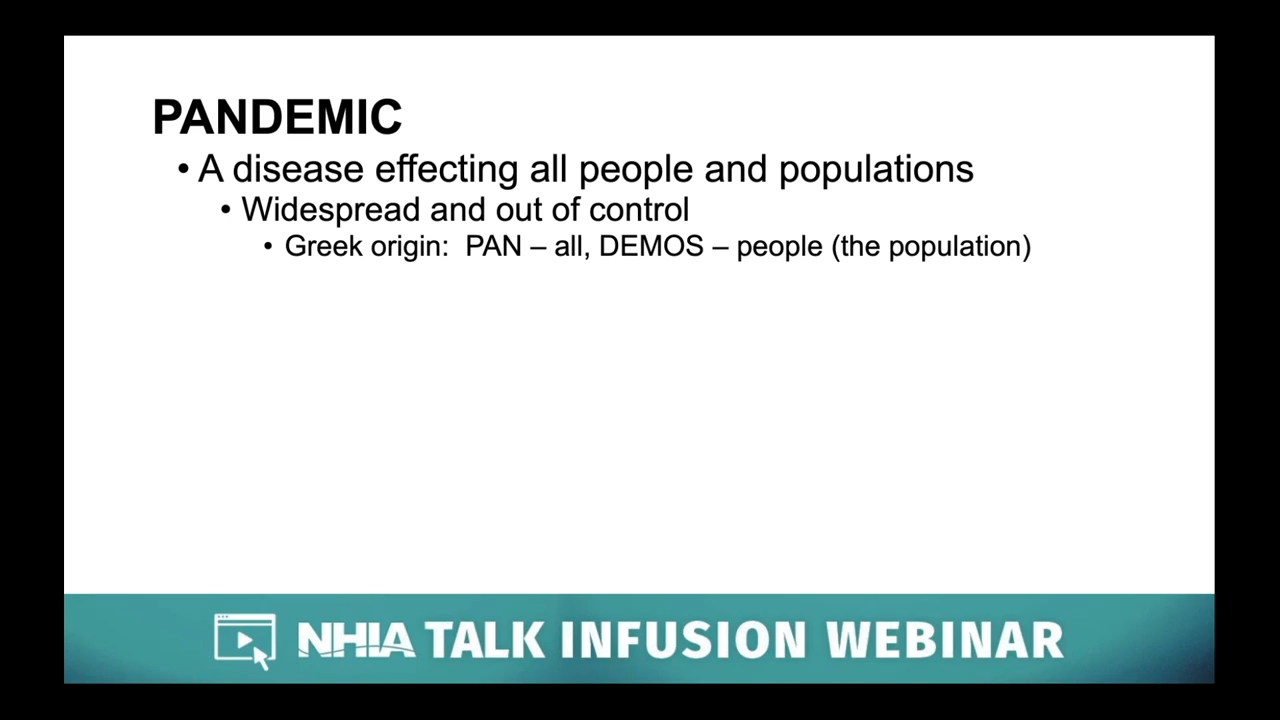 PANDEMIC
• A disease effecting all people and populations
• Widespread and out of control
• Greek origin:  PAN – all, DEMOS – people (the population)
NHIA TALK INFUSION WEBINAR